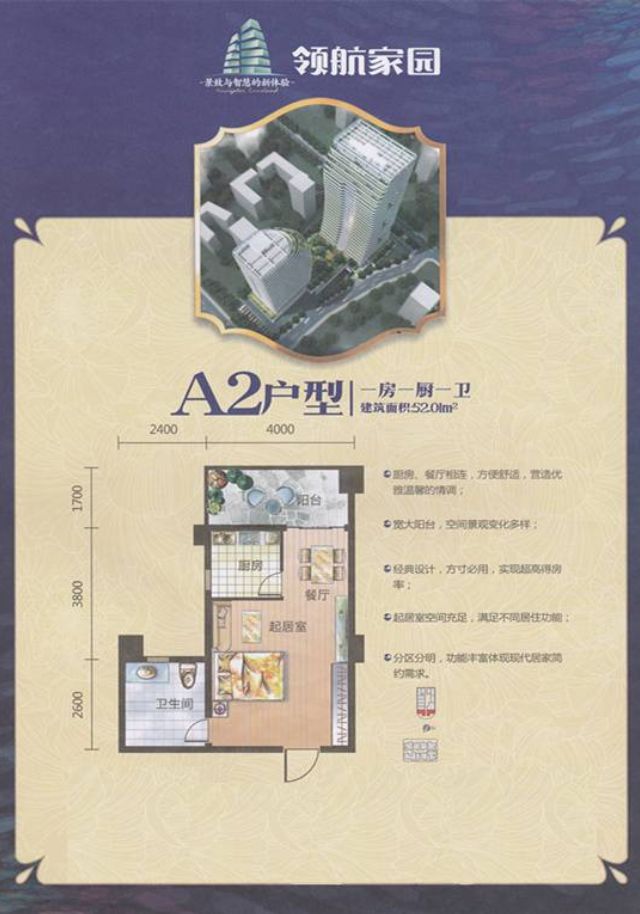 领航家园
景致与智慧的新体验
A2户型
一房一厨一卫
建筑面积:52.01m²
2400 4000
厨房、餐厅相连，方便舒适，营造优
雅温馨的情调；
宽大阳台，空间景观变化多样；
经典设计，方寸必用，实现超高得房
率；
起居室空间充足，满足不同居住功能；
分区分明，功能丰富体现现代居家简
约需求。
1700
3800
2600
阳台
厨房
餐厅
起居室
卫生间